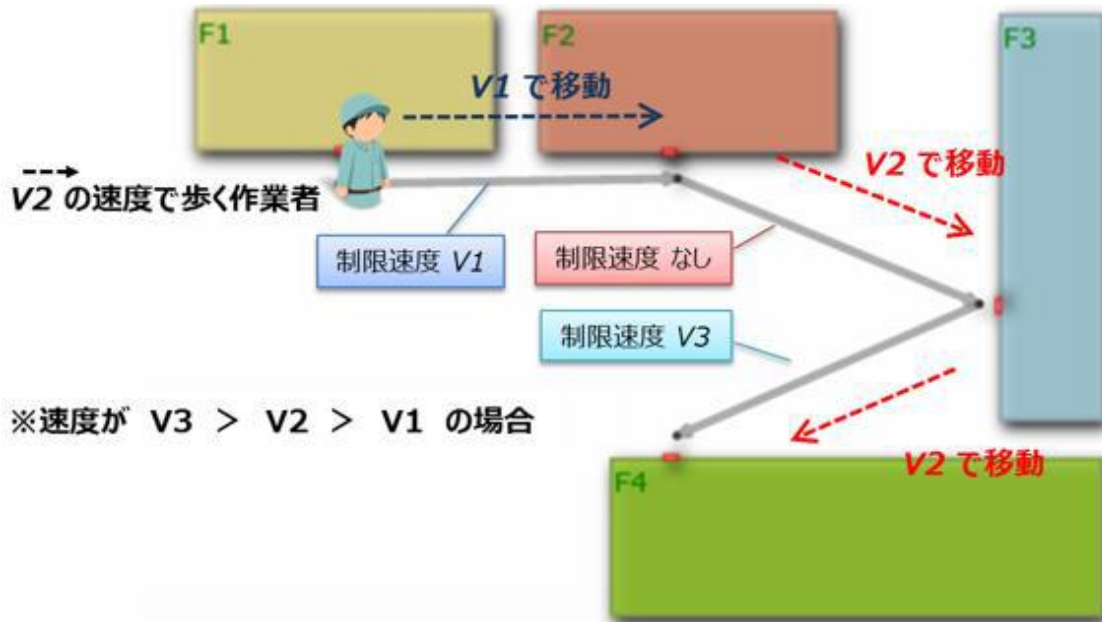 F1
F2
F3
V1 で移動
V2 で移動
V2 の速度で歩く作業者
制限速度 V1
制限速度 なし
制限速度 V3
※速度が V3 > V2 > V1 の場合
V2 で移動
F4